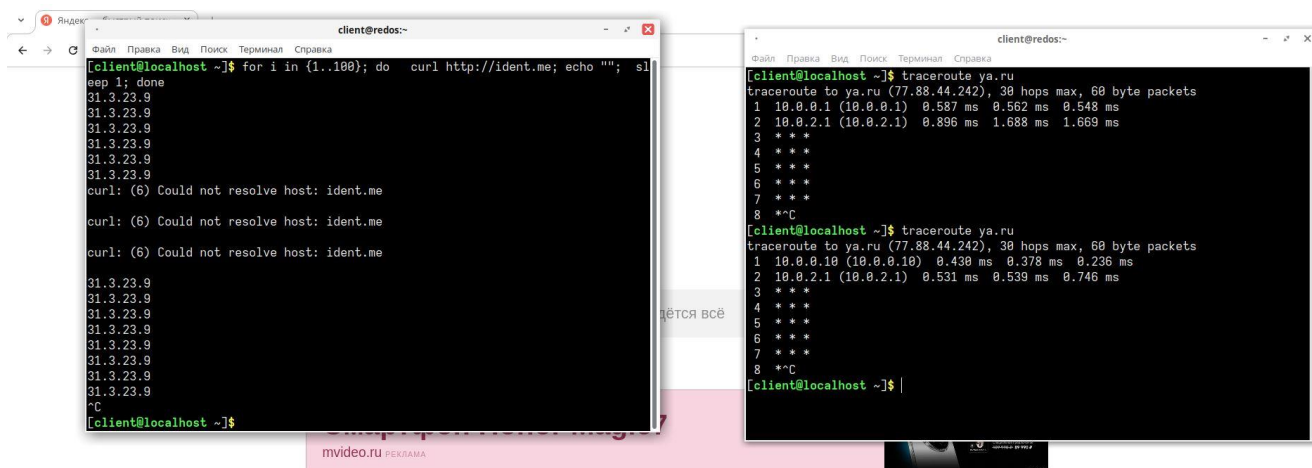 Яндекс
client@redos:~
Файл Правка Вид Поиск Терминал Справка
[client@localhost ~]$ for i in {1..100}; do   curl http://ident.me; echo "";  sl
eep 1; done
31.3.23.9
31.3.23.9
31.3.23.9
31.3.23.9
31.3.23.9
31.3.23.9
curl: (6) Could not resolve host: ident.me
curl: (6) Could not resolve host: ident.me
curl: (6) Could not resolve host: ident.me
31.3.23.9
31.3.23.9
31.3.23.9
31.3.23.9
31.3.23.9
31.3.23.9
31.3.23.9
31.3.23.9
^C
[client@localhost ~]$
client@redos:~
Файл Правка Вид Поиск Терминал Справка
[client@localhost ~]$ traceroute ya.ru
traceroute to ya.ru (77.88.44.242), 30 hops max, 60 byte packets
1  10.0.0.1 (10.0.0.1)  0.587 ms  0.562 ms  0.548 ms
2  10.0.2.1 (10.0.2.1)  0.896 ms  1.688 ms  1.669 ms
3  * * *
4  * * *
5  * * *
6  * * *
7  * * *
8  *^C
[client@localhost ~]$ traceroute ya.ru
traceroute to ya.ru (77.88.44.242), 30 hops max, 60 byte packets
1  10.0.0.10 (10.0.0.10)  0.430 ms  0.378 ms  0.236 ms
2  10.0.2.1 (10.0.2.1)  0.531 ms  0.539 ms  0.746 ms
3  * * *
4  * * *
5  * * *
6  * * *
7  * * *
8  *^C
[client@localhost ~]$
дётся всё
mvideo.ru РЕКЛАМА